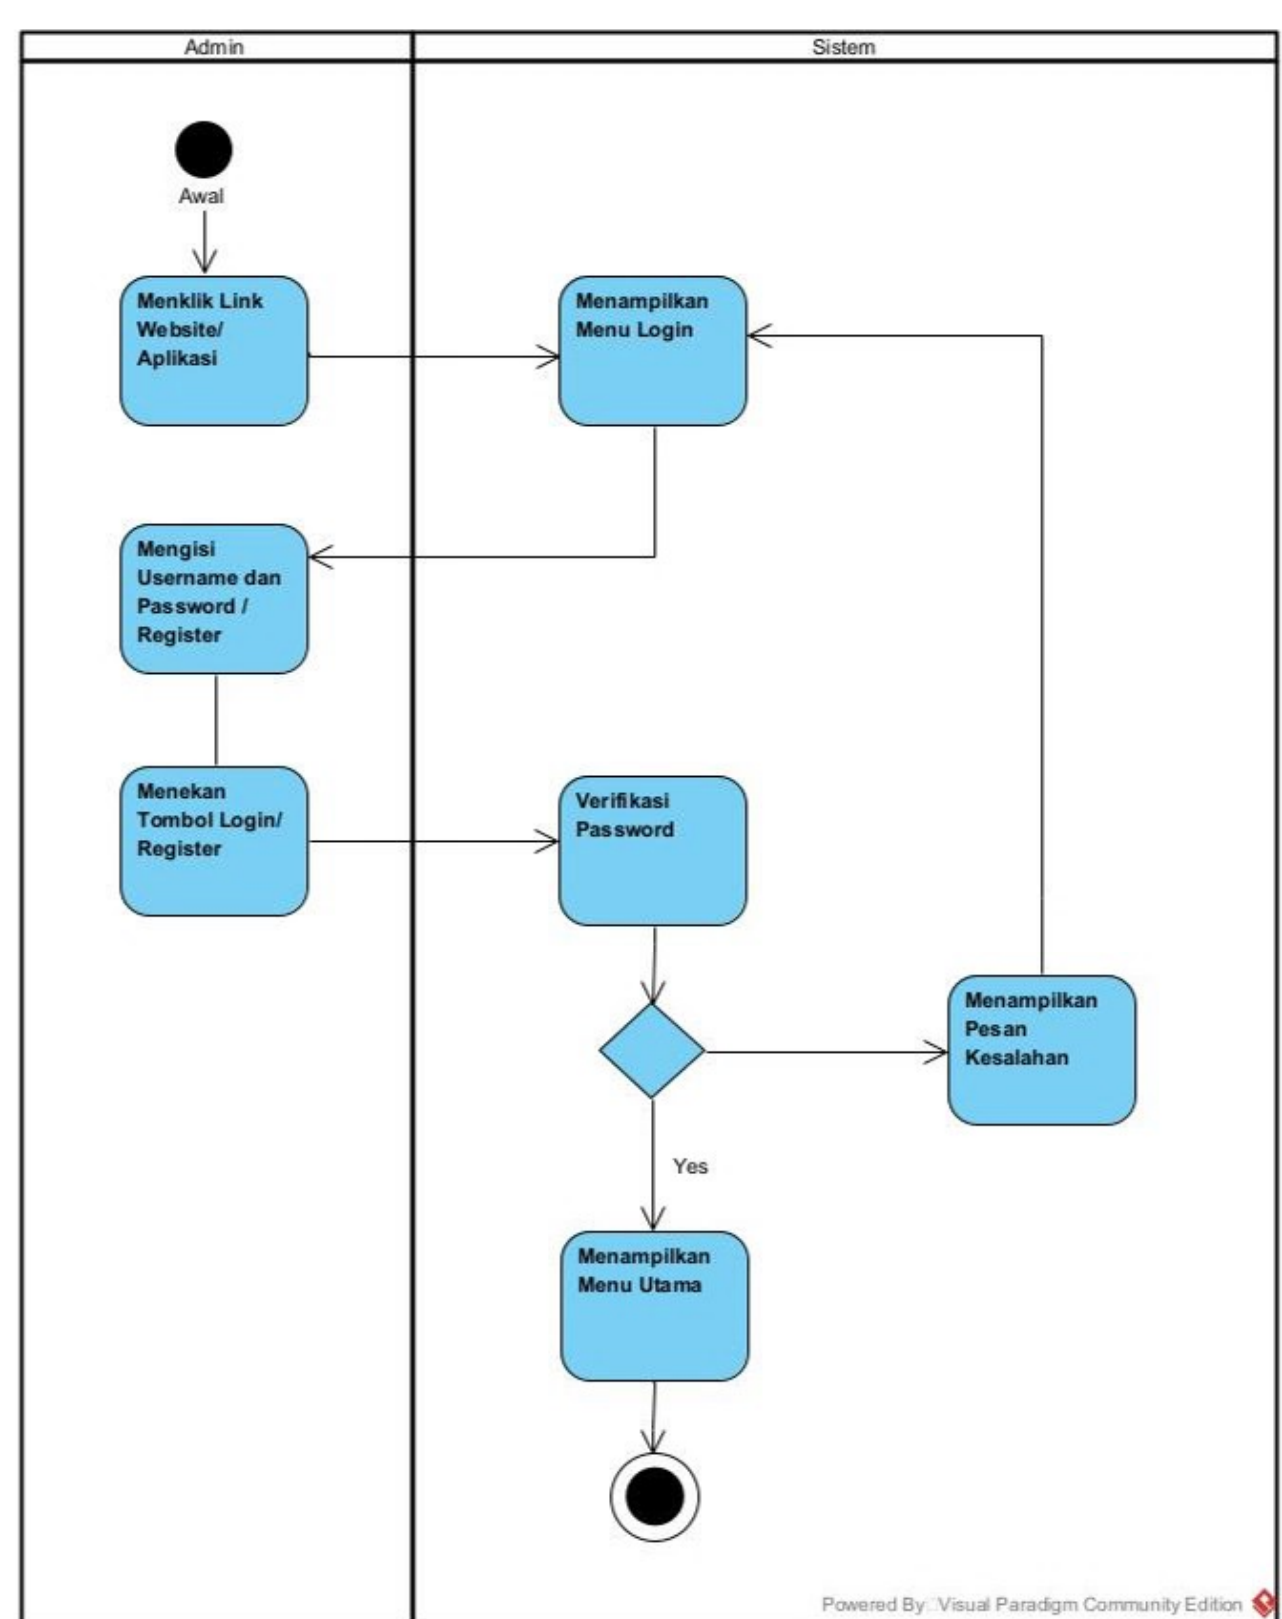 Admin
Sistem
Awal
Menklik Link
Website/
Aplikasi
Menampilkan
Menu Login
Mengisi
Username dan
Password /
Register
Menekan
Tombol Login/
Register
Verifikasi
Password
Menampilkan
Pesan
Kesalahan
Yes
Menampilkan
Menu Utama
Powered By: Visual Paradigm Community Edition